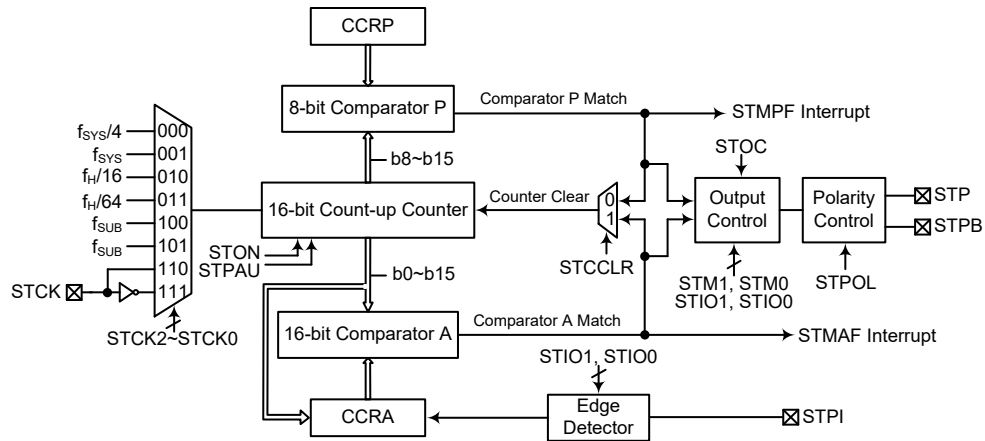 CCRP
8-bit Comparator P
Comparator P Match
STMPF Interrupt
fSYS/4
000
fSYS
001
fH/16
010
fH/64
011
fSUB
100
fSUB
101
110
111
STCK
STCK2~STCK0
b8~b15
16-bit Count-up Counter
Counter Clear
0
1
STCCLR
STON
STPAU
b0~b15
STOC
Output
Control
STM1, STM0
STIO1, STIO0
Polarity
Control
STPOL
STP
STPB
16-bit Comparator A
Comparator A Match
STMAF Interrupt
STIO1, STIO0
CCRA
Edge
Detector
STPI